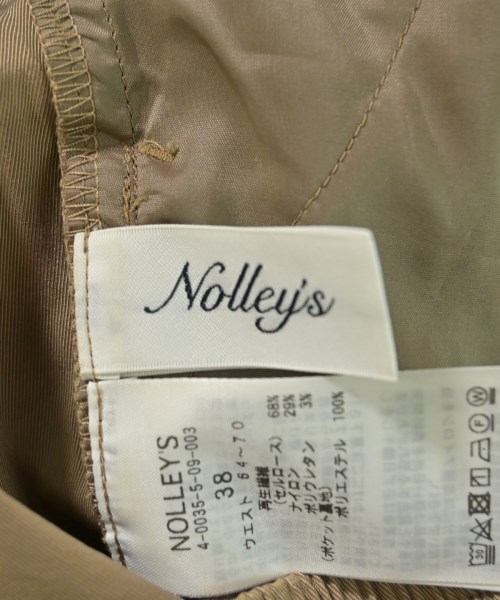 Nolley's
NOLLEY'S
4-0035-5-09-003
38
ウエスト 64~70
再生繊維 68%
(セルロース)
ナイロン 29%
ポリウレタン 3%
(ポケット裏地)
ポリエステル 100%
30
F
W